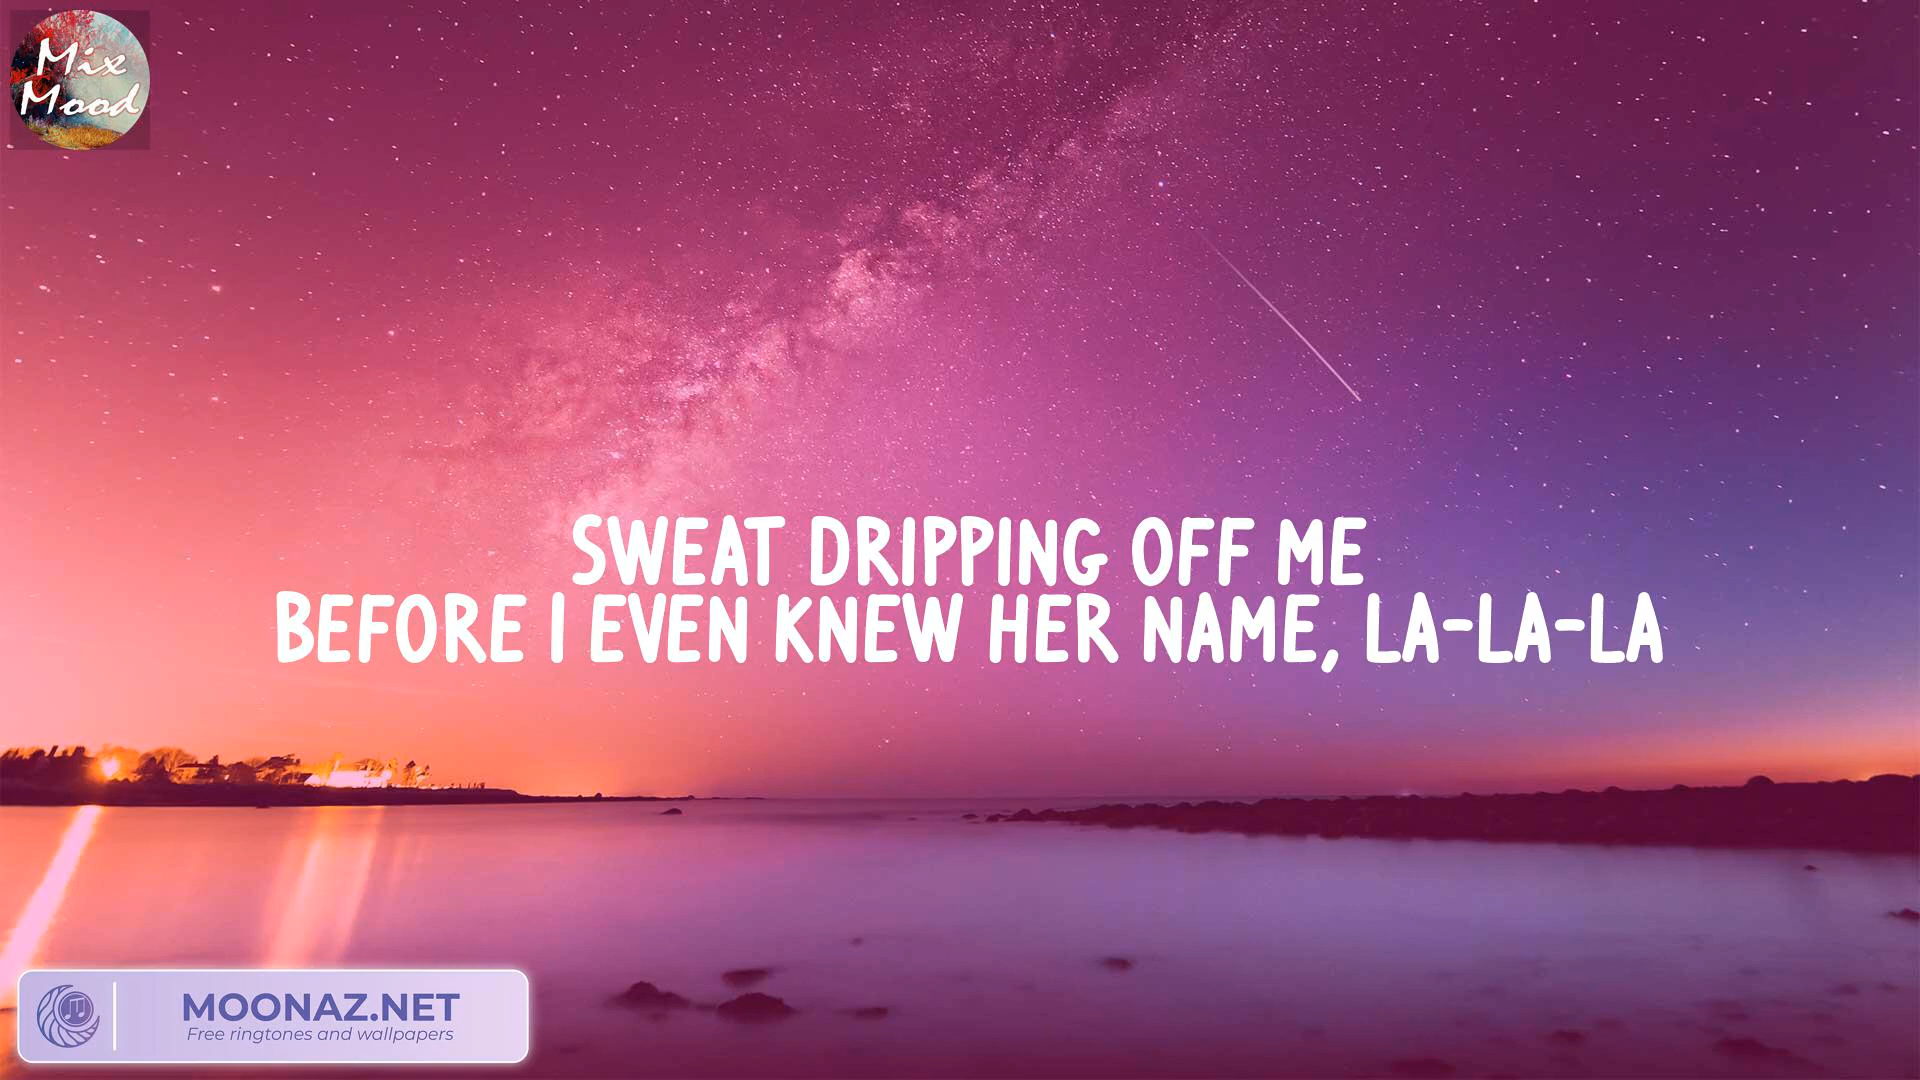 Mix
Mood
SWEAT DRIPPING OFF ME
BEFORE I EVEN KNEW HER NAME, LA-LA-LA
MOONAZ.NET
Free ringtones and wallpapers